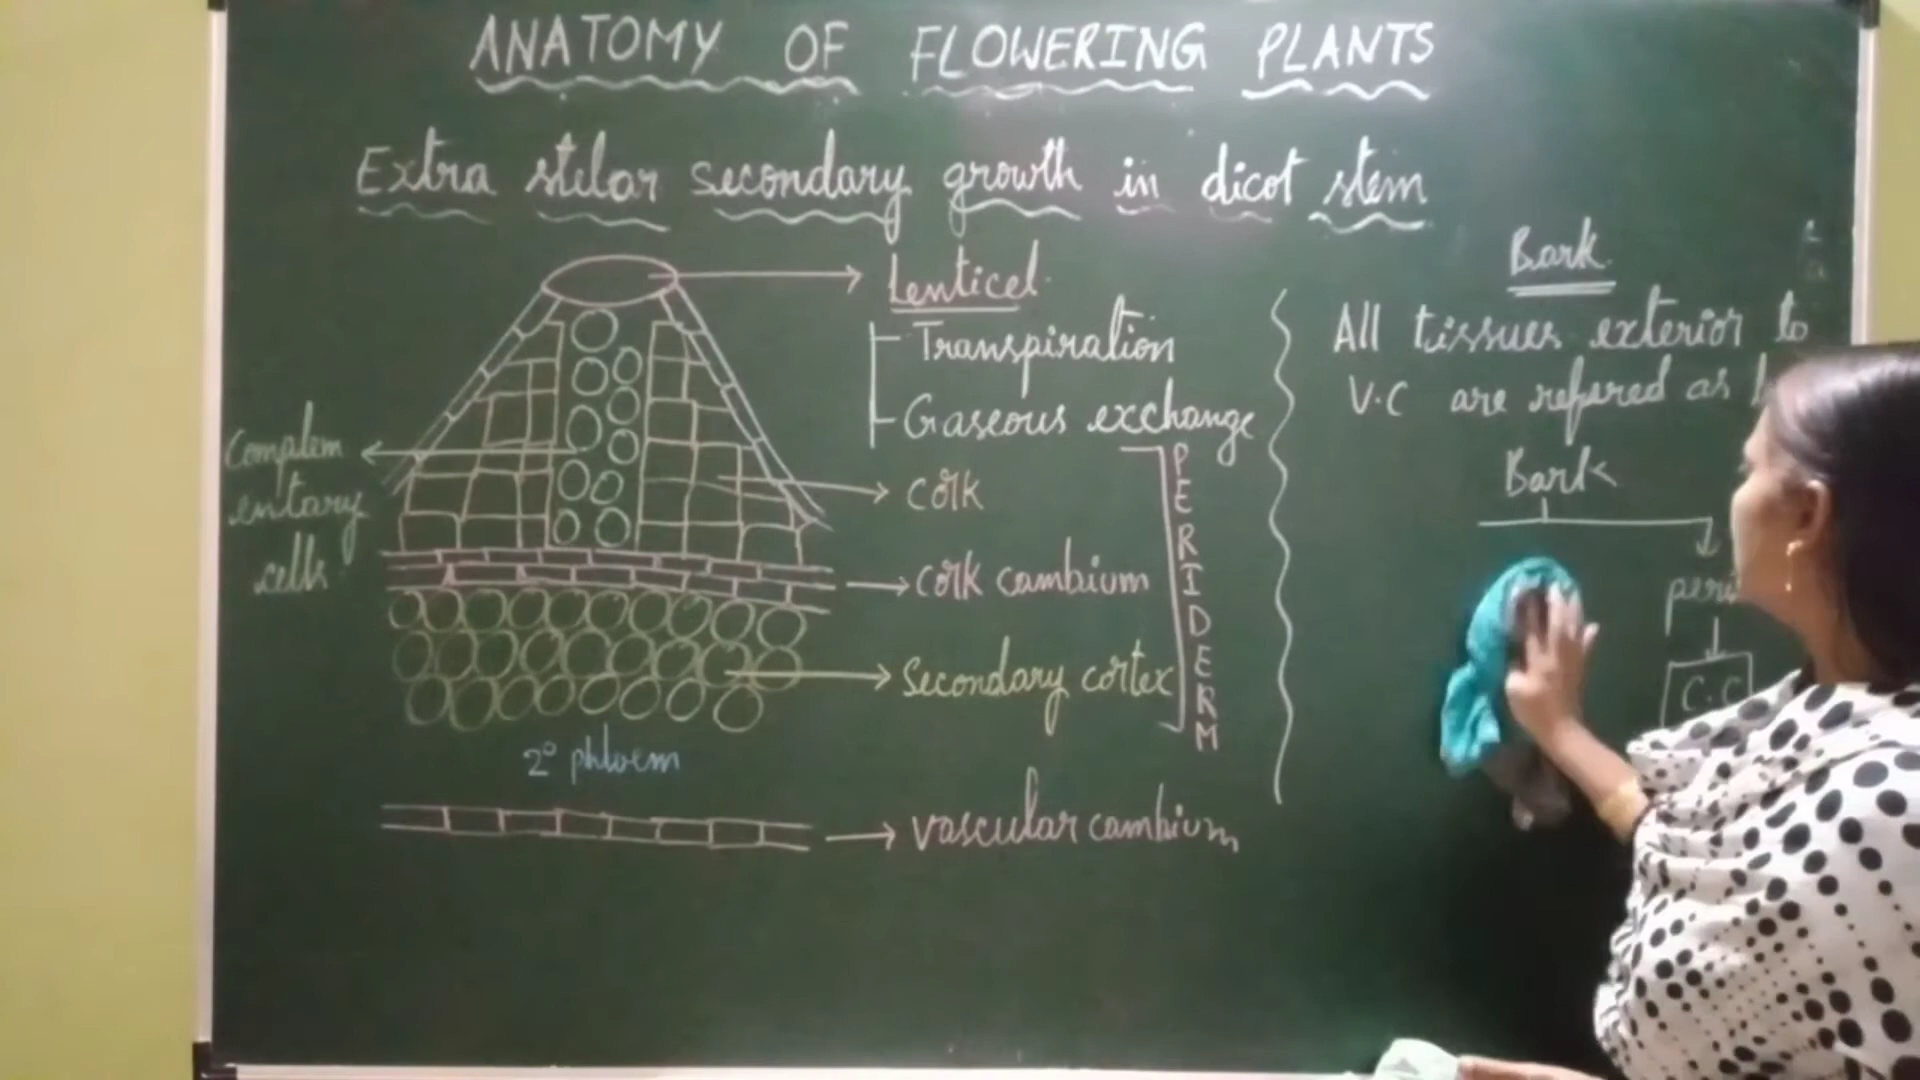 ANATOMY OF FLOWERING PLANTS
Extra stelar secondary growth in dicot stem
Lenticel
Transpiration
Gaseous exchange
Complem
entary
cells
cork
cork cambium
Secondary cortex
PERIDERM
2° phloem
vascular cambium
Bark
All tissues exterior to
V.C are refered as
Bark
C.C